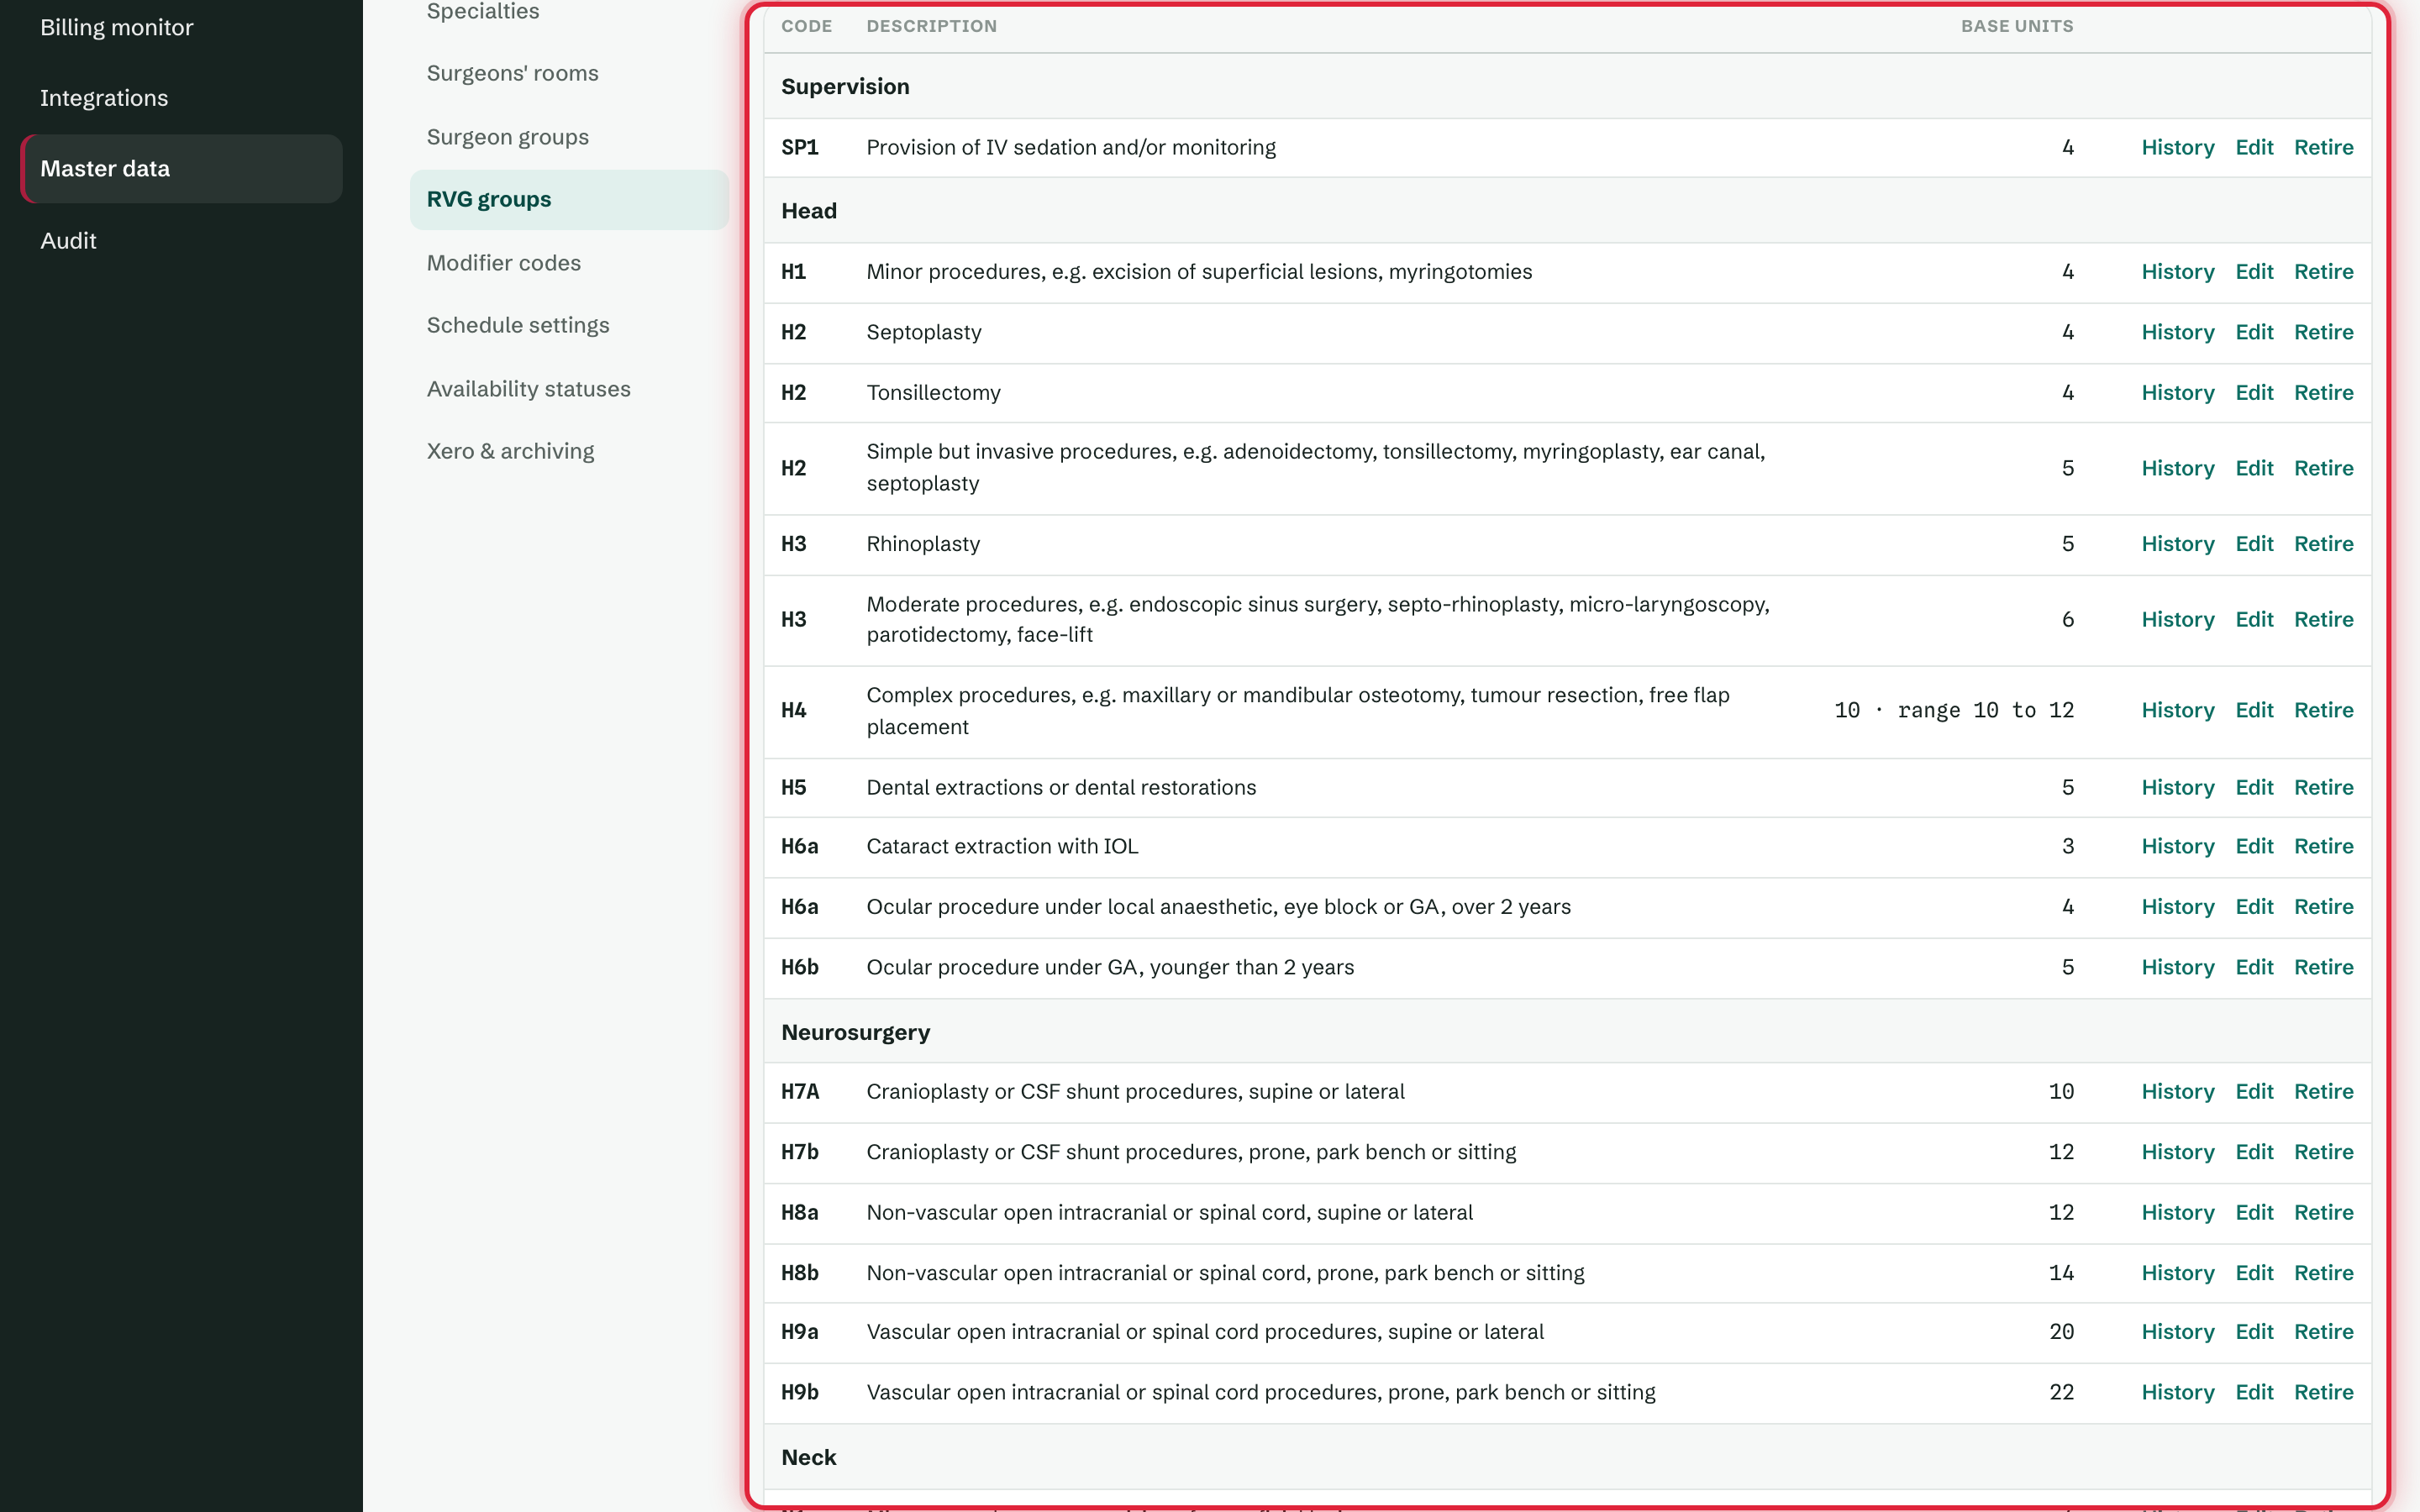 Billing monitor
Integrations
Master data
Audit
Specialties
Surgeons' rooms
Surgeon groups
RVG groups
Modifier codes
Schedule settings
Availability statuses
Xero & archiving
CODE DESCRIPTION BASE UNITS
Supervision
SP1 Provision of IV sedation and/or monitoring 4 History Edit Retire
Head
H1 Minor procedures, e.g. excision of superficial lesions, myringotomies 4 History Edit Retire
H2 Septoplasty 4 History Edit Retire
H2 Tonsillectomy 4 History Edit Retire
H2 Simple but invasive procedures, e.g. adenoidectomy, tonsillectomy, myringoplasty, ear canal,
septoplasty 5 History Edit Retire
H3 Rhinoplasty 5 History Edit Retire
H3 Moderate procedures, e.g. endoscopic sinus surgery, septo-rhinoplasty, micro-laryngoscopy,
parotidectomy, face-lift 6 History Edit Retire
H4 Complex procedures, e.g. maxillary or mandibular osteotomy, tumour resection, free flap
placement 10 · range 10 to 12 History Edit Retire
H5 Dental extractions or dental restorations 5 History Edit Retire
H6a Cataract extraction with IOL 3 History Edit Retire
H6a Ocular procedure under local anaesthetic, eye block or GA, over 2 years 4 History Edit Retire
H6b Ocular procedure under GA, younger than 2 years 5 History Edit Retire
Neurosurgery
H7A Cranioplasty or CSF shunt procedures, supine or lateral 10 History Edit Retire
H7b Cranioplasty or CSF shunt procedures, prone, park bench or sitting 12 History Edit Retire
H8a Non-vascular open intracranial or spinal cord, supine or lateral 12 History Edit Retire
H8b Non-vascular open intracranial or spinal cord, prone, park bench or sitting 14 History Edit Retire
H9a Vascular open intracranial or spinal cord procedures, supine or lateral 20 History Edit Retire
H9b Vascular open intracranial or spinal cord procedures, prone, park bench or sitting 22 History Edit Retire
Neck